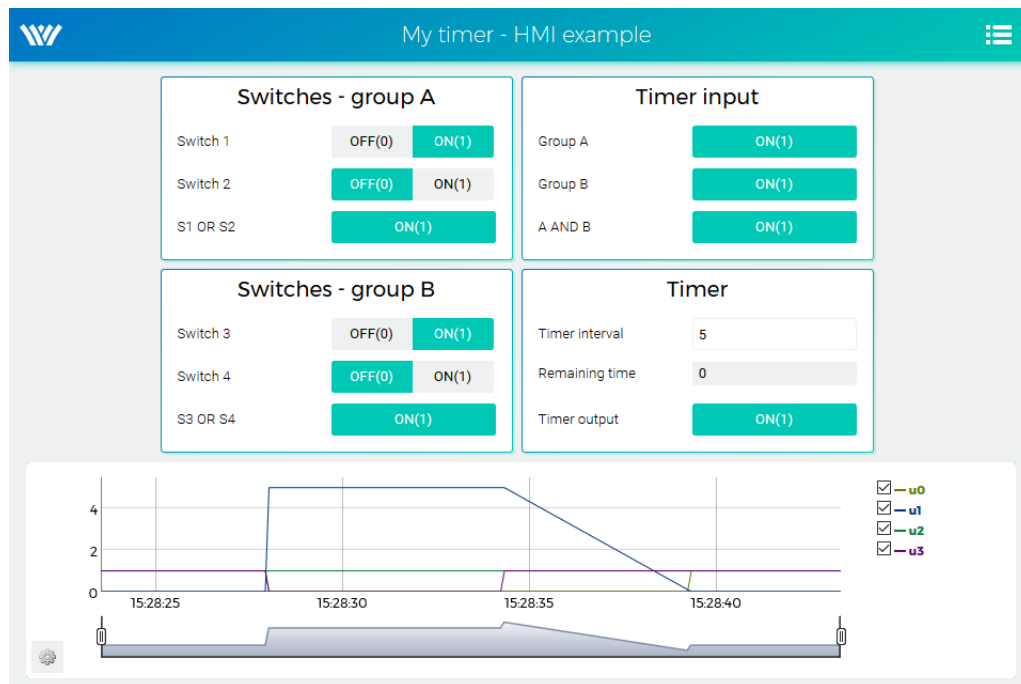 My timer - HMI example
Switches - group A
Switch 1 OFF(0) ON(1)
Switch 2 OFF(0) ON(1)
S1 OR S2 ON(1)
Timer input
Group A ON(1)
Group B ON(1)
A AND B ON(1)
Switches - group B
Switch 3 OFF(0) ON(1)
Switch 4 OFF(0) ON(1)
S3 OR S4 ON(1)
Timer
Timer interval 5
Remaining time 0
Timer output ON(1)
4
2
0
15:28:25 15:28:30 15:28:35 15:28:40
u0
u1
u2
u3